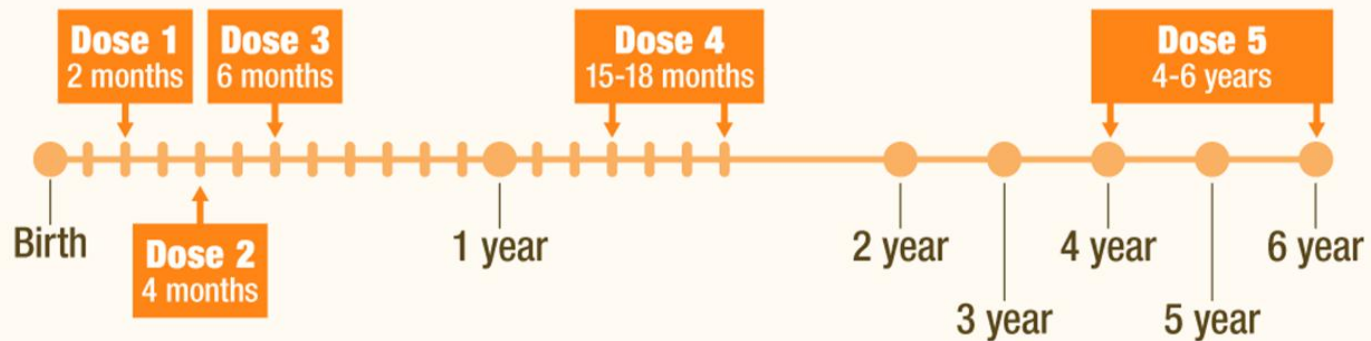 Dose 1
2 months
Dose 3
6 months
Dose 4
15-18 months
Dose 5
4-6 years
Birth
Dose 2
4 months
1 year
2 year
3 year
4 year
5 year
6 year